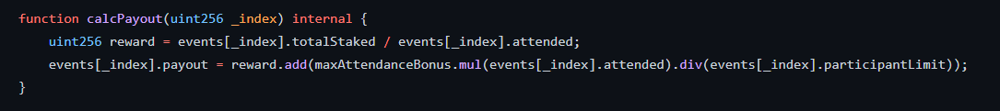 function calcPayout(uint256 _index) internal {
    uint256 reward = events[_index].totalStaked / events[_index].attended;
    events[_index].payout = reward.add(maxAttendanceBonus.mul(events[_index].attended).div(events[_index].participantLimit));
}